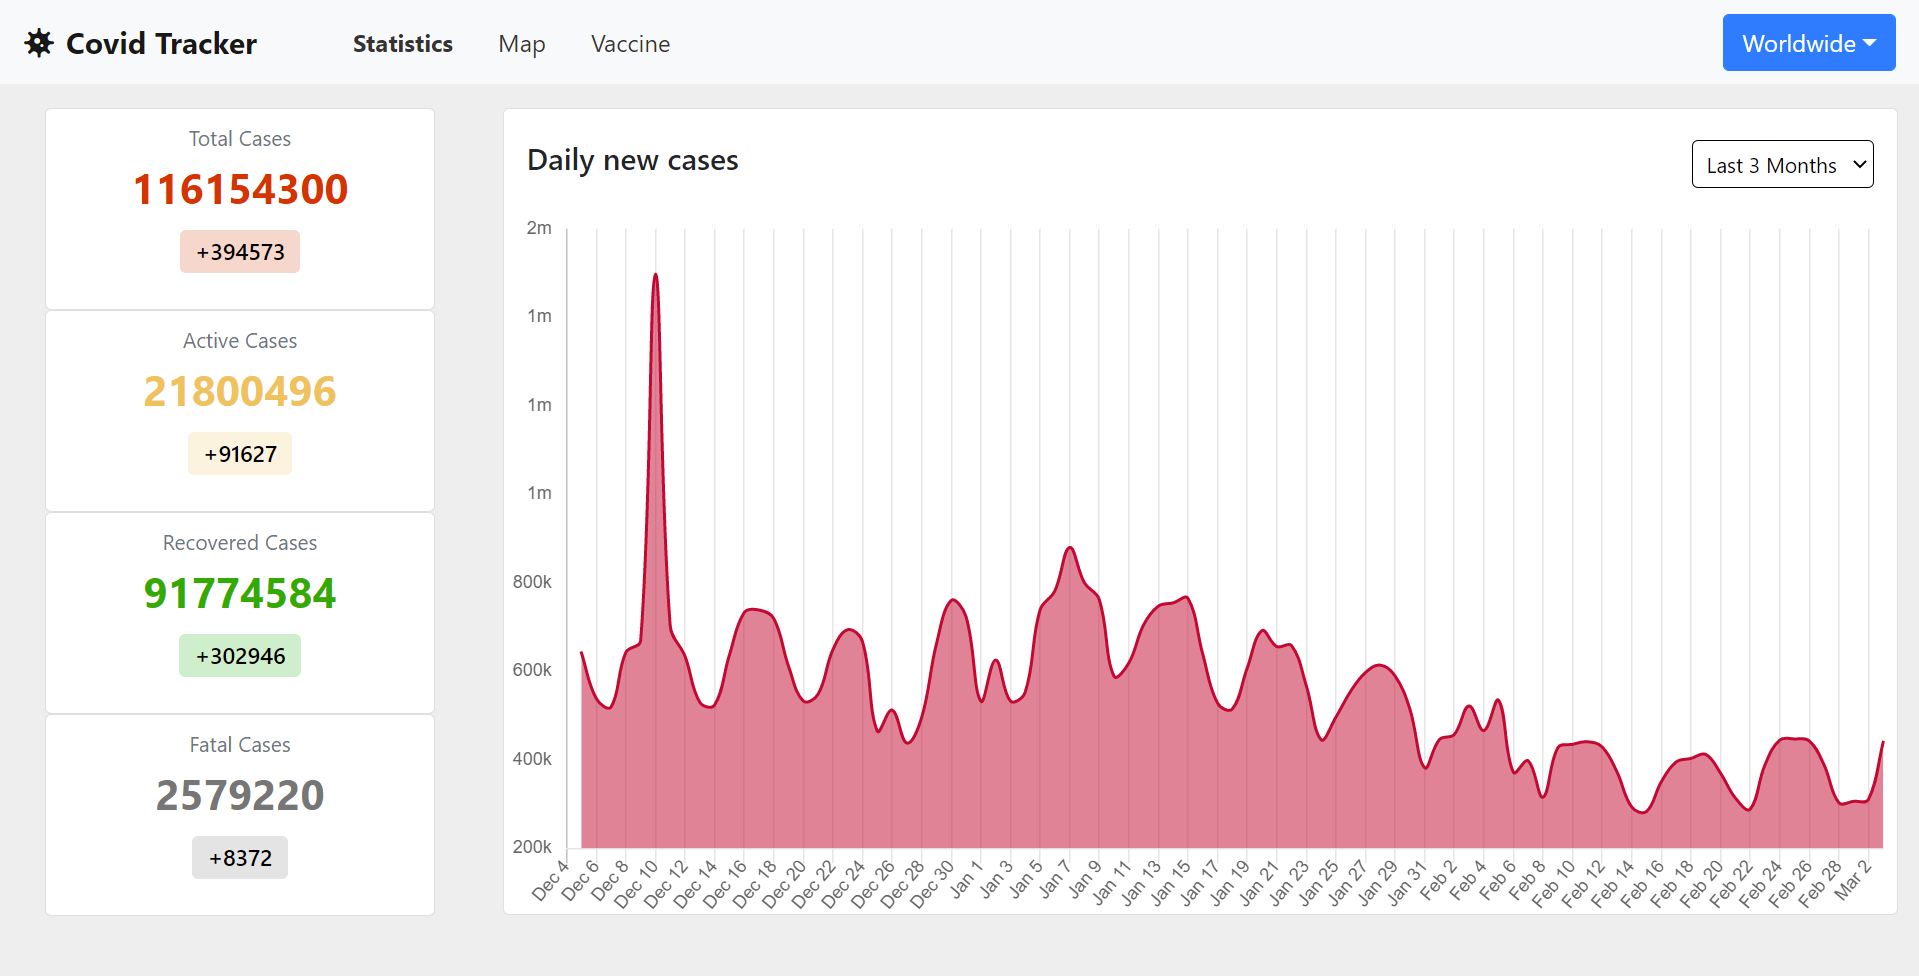 Covid Tracker Statistics Map Vaccine Worldwide
Total Cases
116154300
+394573
Active Cases
21800496
+91627
Recovered Cases
91774584
+302946
Fatal Cases
2579220
+8372
Daily new cases
Last 3 Months
2m
1m
1m
1m
800k
600k
400k
200k
Dec 4 Dec 6 Dec 8 Dec 10 Dec 12 Dec 14 Dec 16 Dec 18 Dec 20 Dec 22 Dec 24 Dec 26 Dec 28 Dec 30 Jan 1 Jan 3 Jan 5 Jan 7 Jan 9 Jan 11 Jan 13 Jan 15 Jan 17 Jan 19 Jan 21 Jan 23 Jan 25 Jan 27 Jan 29 Jan 31 Feb 2 Feb 4 Feb 6 Feb 8 Feb 10 Feb 12 Feb 14 Feb 16 Feb 18 Feb 20 Feb 22 Feb 24 Feb 26 Feb 28 Mar 2